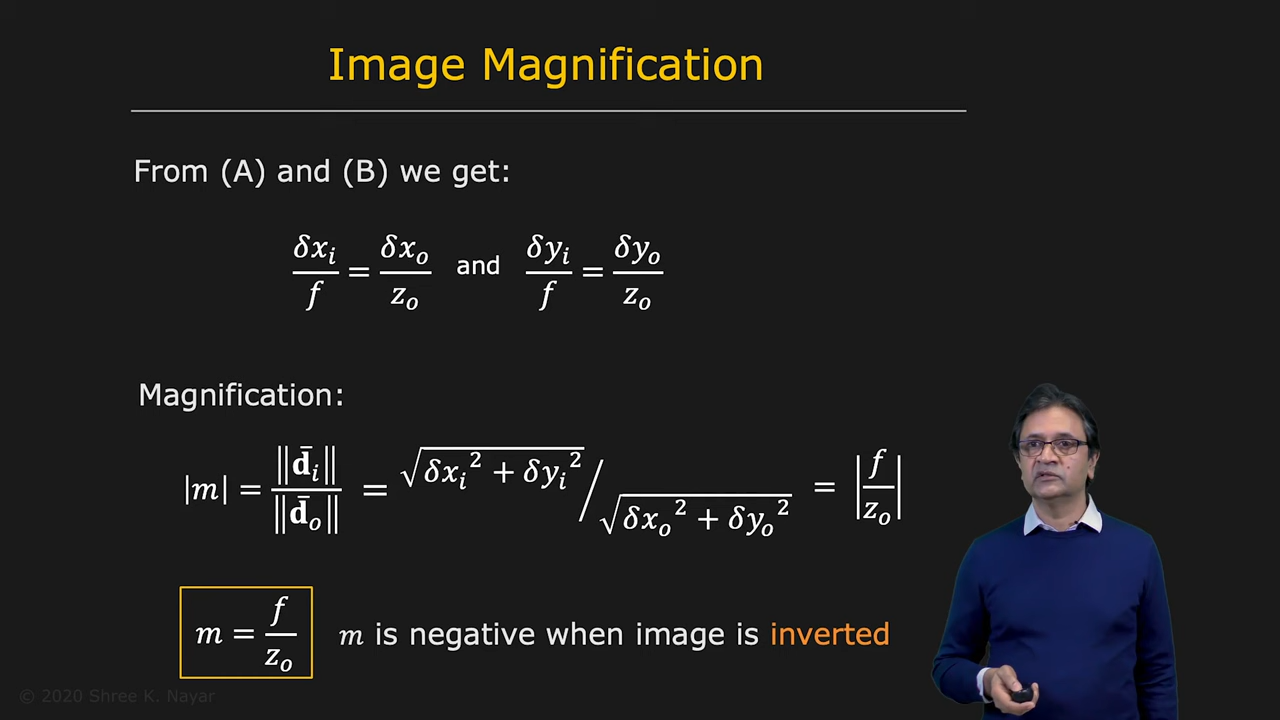 Image Magnification
From (A) and (B) we get:
δxᵢ/f = δxₒ/zₒ and δyᵢ/f = δyₒ/zₒ
Magnification:
|m| = ‖d̄ᵢ‖/‖d̄ₒ‖ = √(δxᵢ² + δyᵢ²) / √(δxₒ² + δyₒ²) = |f/zₒ|
m = f/zₒ m is negative when image is inverted
© 2020 Shree K. Nayar